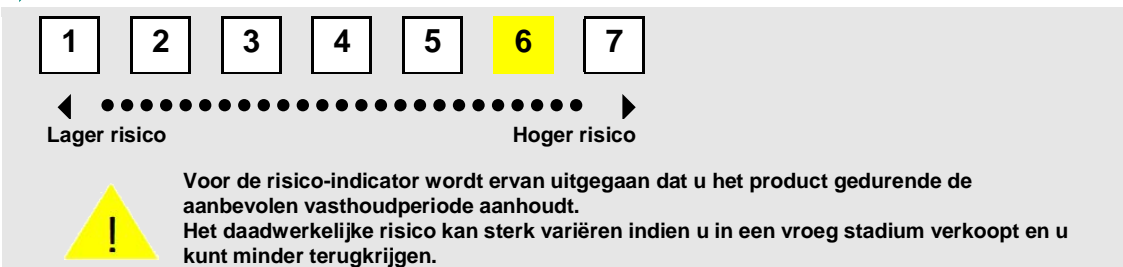 1 2 3 4 5 6 7
Lager risico Hoger risico
Voor de risico-indicator wordt ervan uitgegaan dat u het product gedurende de
aanbevolen vasthoudperiode aanhoudt.
!
Het daadwerkelijke risico kan sterk variëren indien u in een vroeg stadium verkoopt en u
kunt minder terugkrijgen.